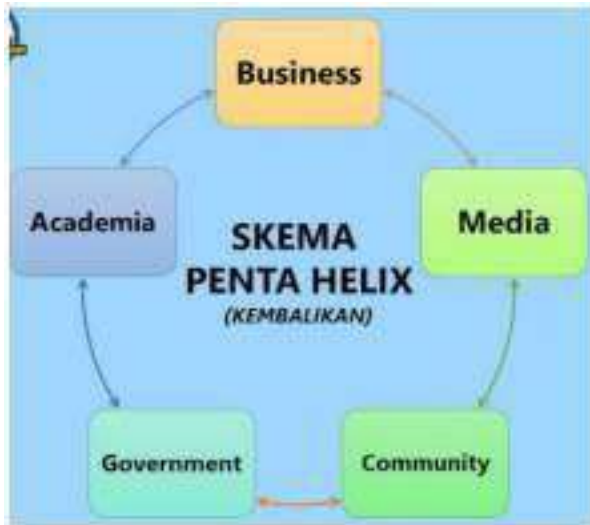 Business
Academia
Media
SKEMA
PENTA HELIX
(KEMBALIKAN)
Government
Community